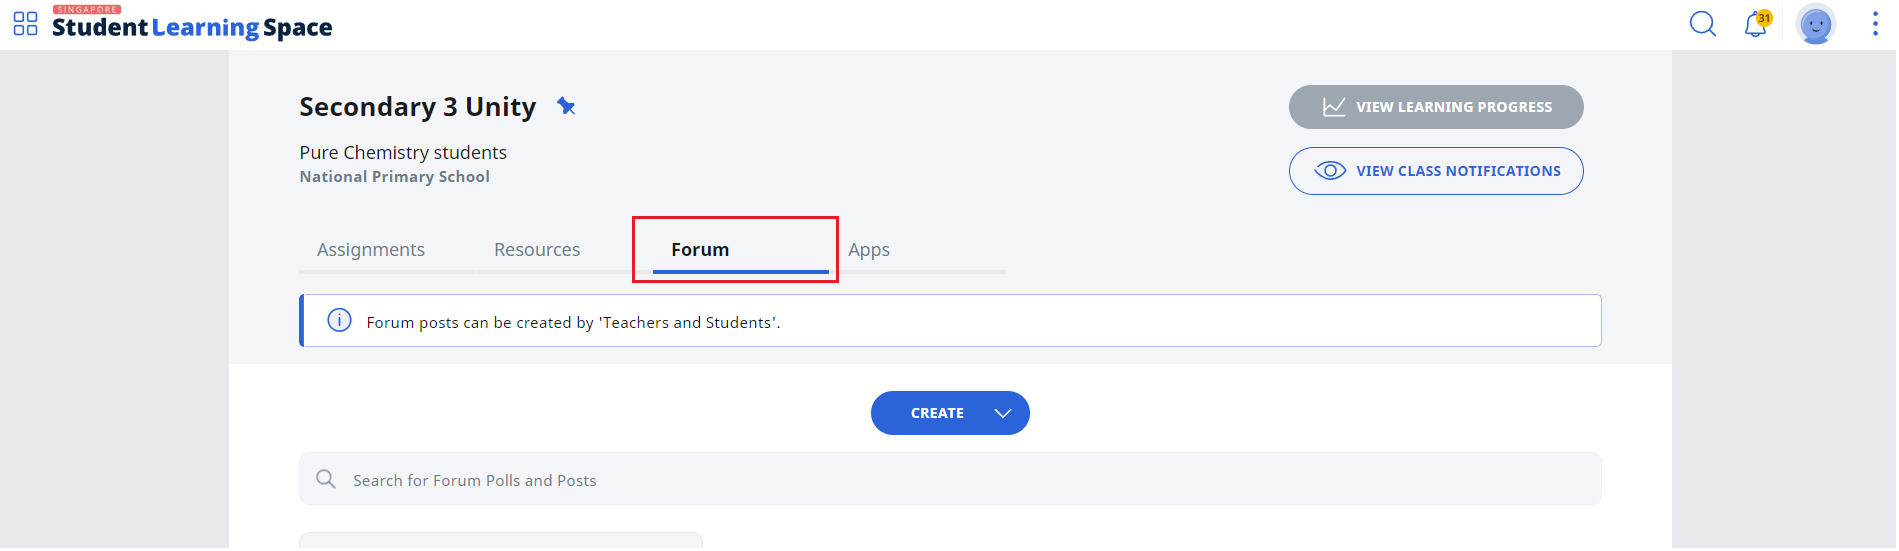 SINGAPORE
Student Learning Space
31
Secondary 3 Unity
VIEW LEARNING PROGRESS
Pure Chemistry students
National Primary School
VIEW CLASS NOTIFICATIONS
Assignments Resources Forum Apps
Forum posts can be created by 'Teachers and Students'.
CREATE
Search for Forum Polls and Posts